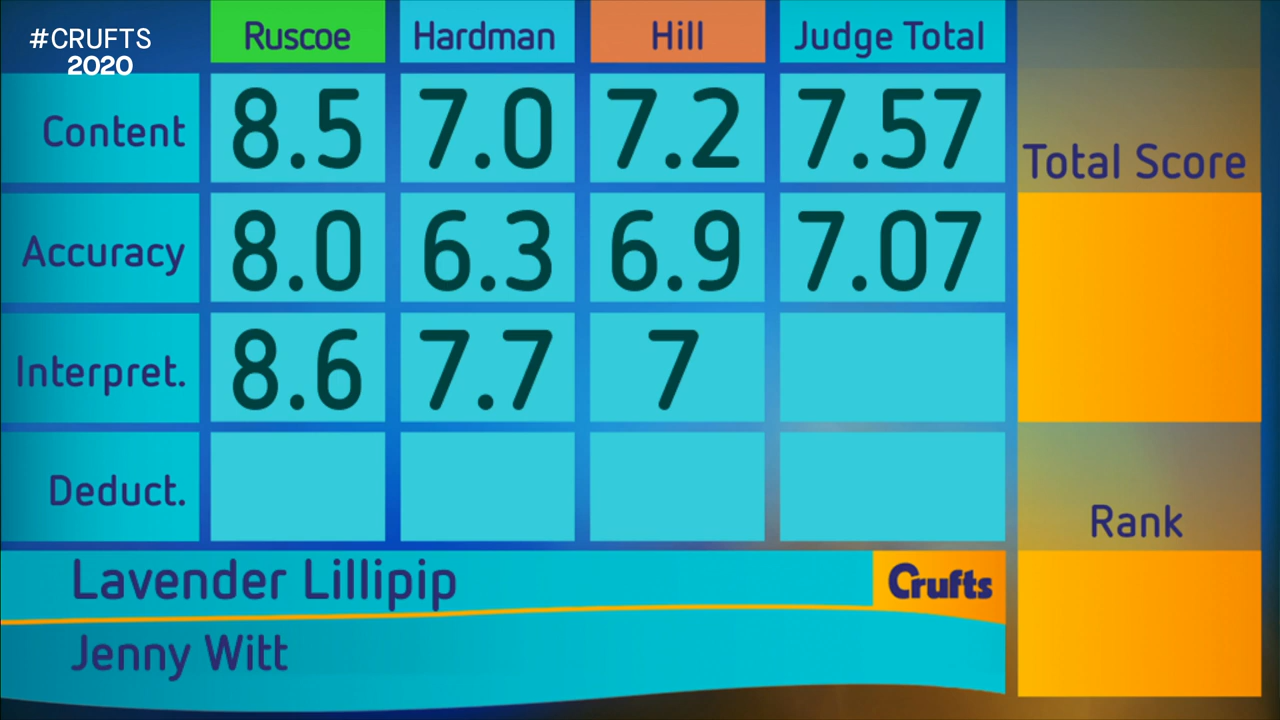 #CRUFTS
2020
Ruscoe Hardman Hill Judge Total
Content 8.5 7.0 7.2 7.57
Total Score
Accuracy 8.0 6.3 6.9 7.07
Interpret. 8.6 7.7 7
Deduct.
Rank
Lavender Lillipip
Crufts
Jenny Witt